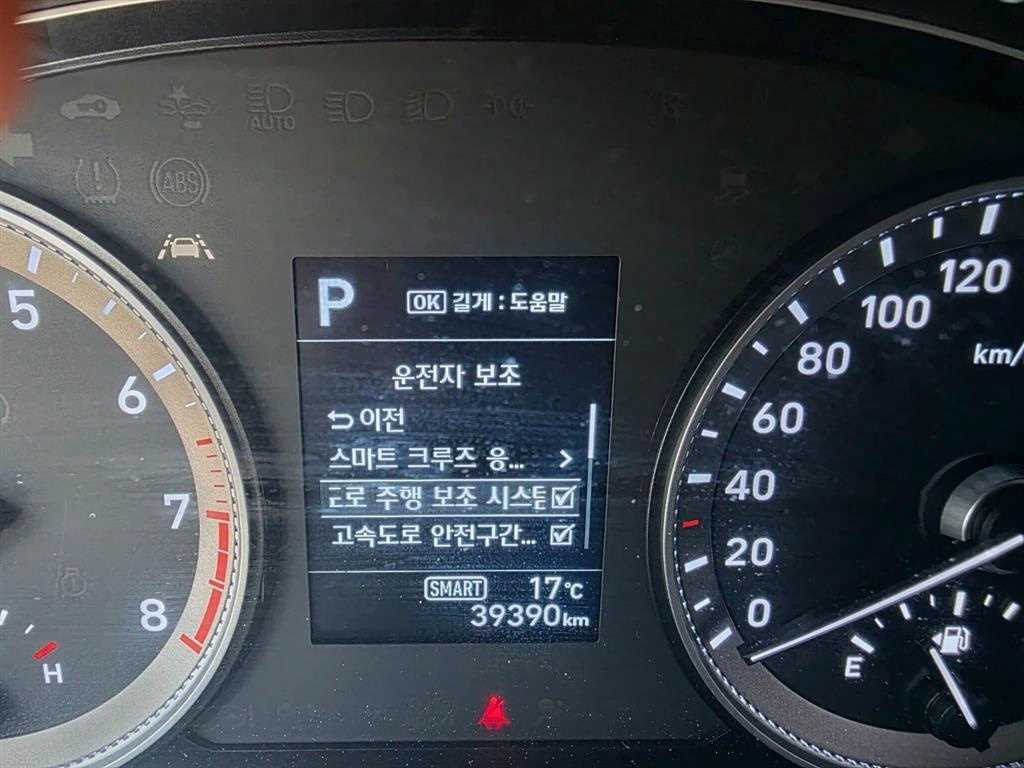 AUTO
ABS
P OK 길게 : 도움말
운전자 보조
이전
스마트 크루즈 응...
로 주행 보조 시스
고속도로 안전구간...
SMART 17°C
39390km
5
6
7
8
H
120
100
80
60
40
20
0
km/
E